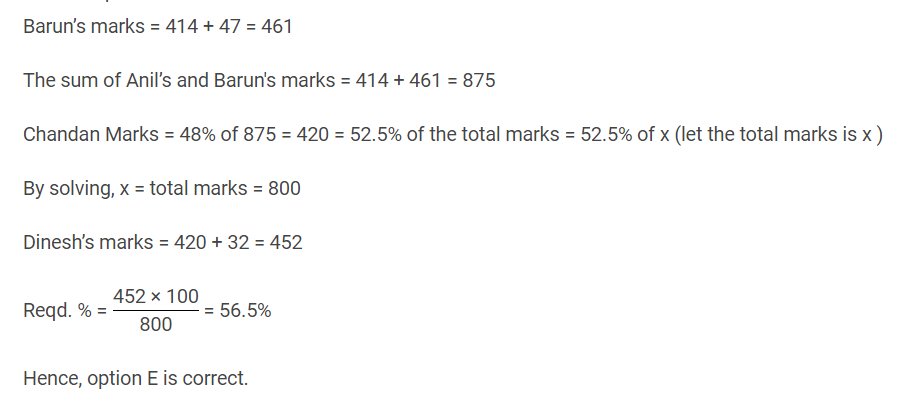 Barun’s marks = 414 + 47 = 461
The sum of Anil’s and Barun's marks = 414 + 461 = 875
Chandan Marks = 48% of 875 = 420 = 52.5% of the total marks = 52.5% of x (let the total marks is x )
By solving, x = total marks = 800
Dinesh’s marks = 420 + 32 = 452
Reqd. % = 452 × 100 / 800 = 56.5%
Hence, option E is correct.